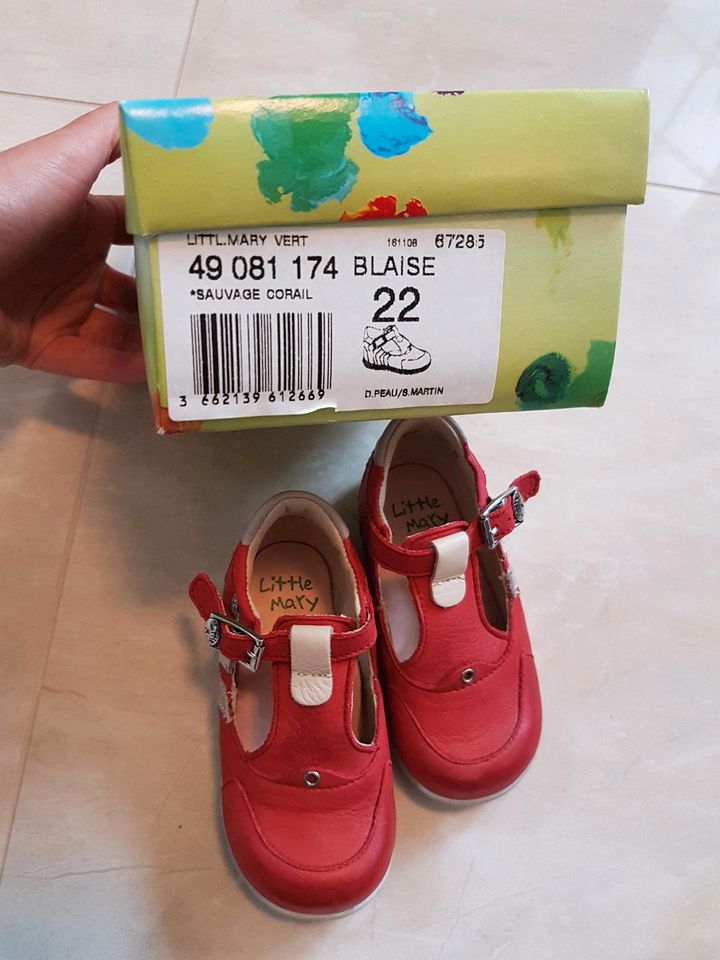 LITTL.MARY VERT 161108 67285
49 081 174 BLAISE
*SAUVAGE CORAIL 22
3 662139 612669
D.PEAU/S.MARTIN
Little
Mary
Little
Mary